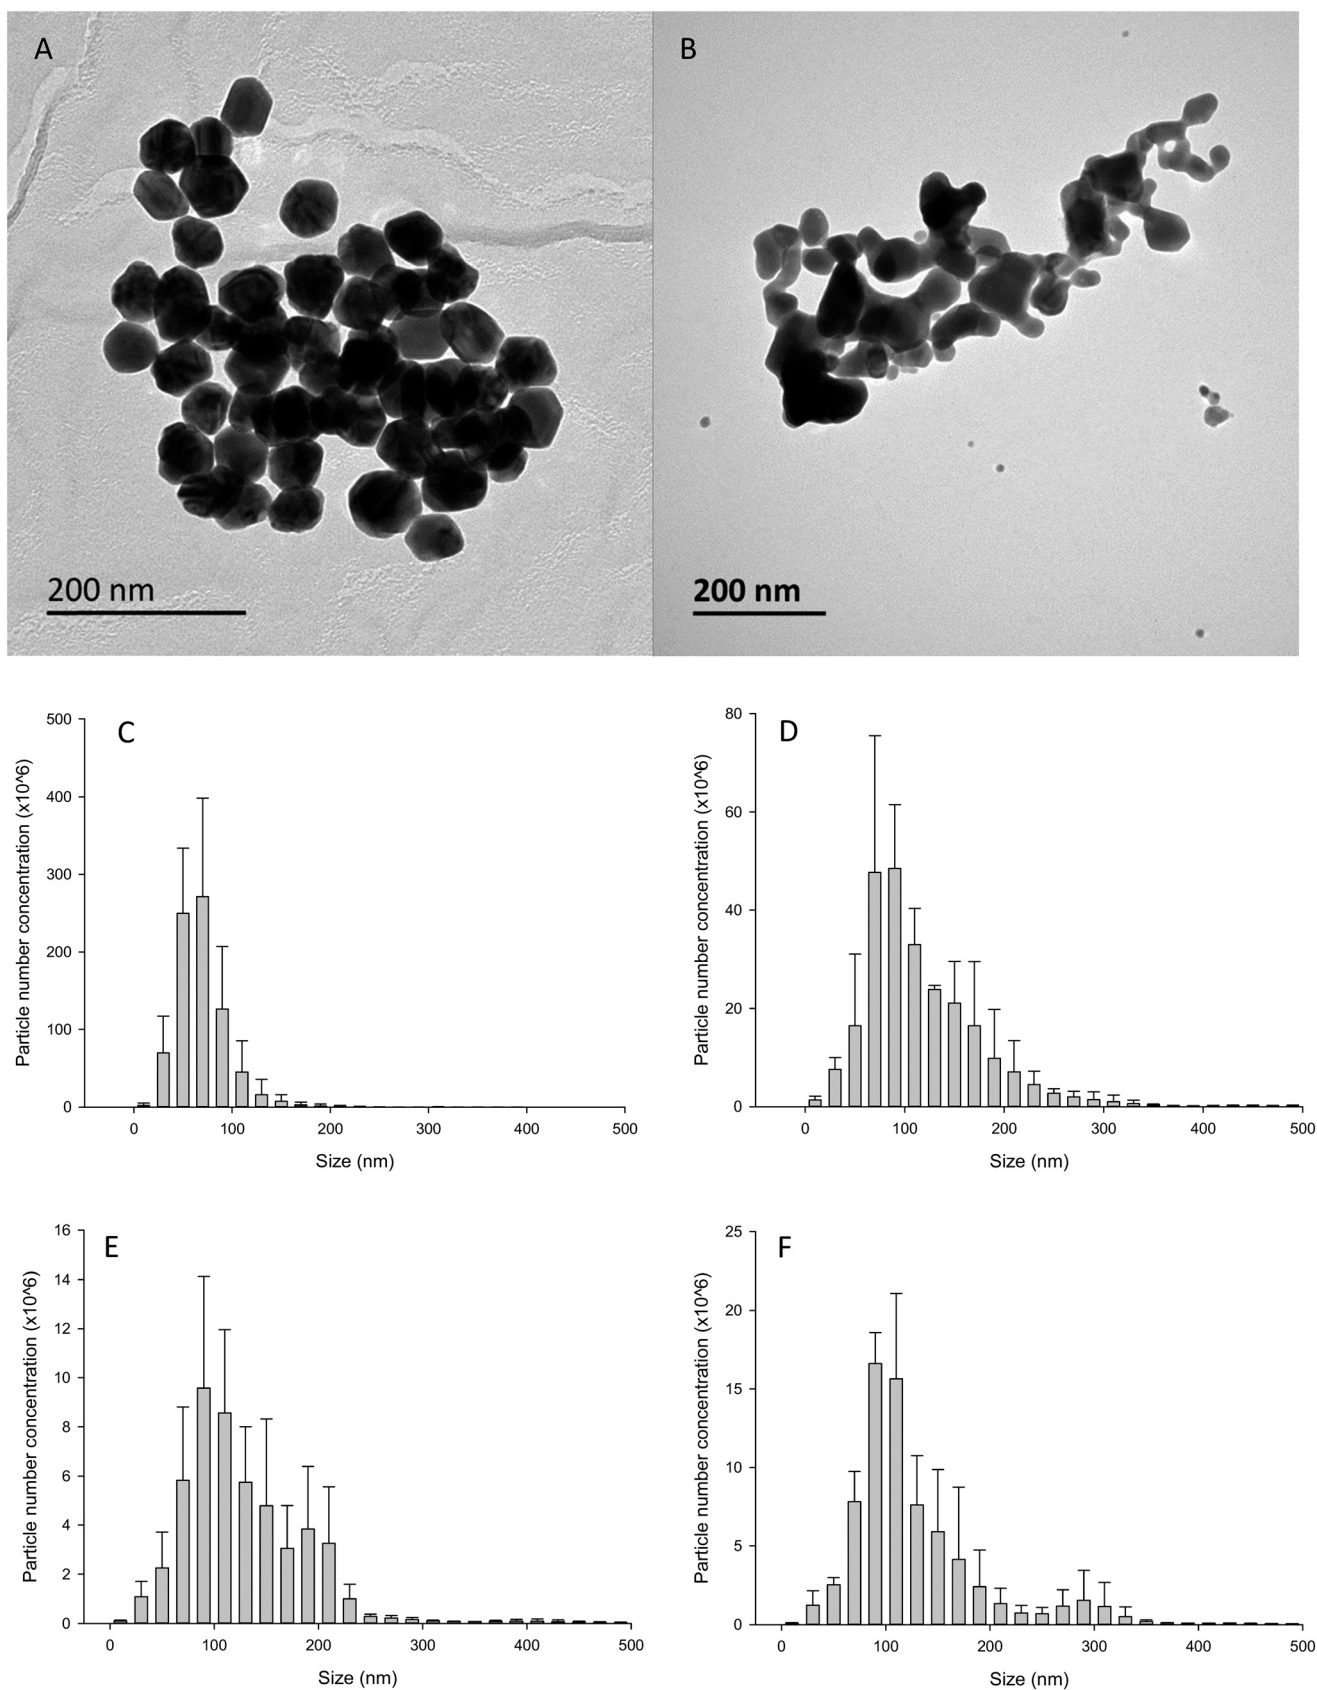 A
B
200 nm
200 nm
C
Particle number concentration (x10^6)
500
400
300
200
100
0
0 100 200 300 400 500
Size (nm)
D
Particle number concentration (x10^6)
80
60
40
20
0
0 100 200 300 400 500
Size (nm)
E
Particle number concentration (x10^6)
16
14
12
10
8
6
4
2
0
0 100 200 300 400 500
Size (nm)
F
Particle number concentration (x10^6)
25
20
15
10
5
0
0 100 200 300 400 500
Size (nm)